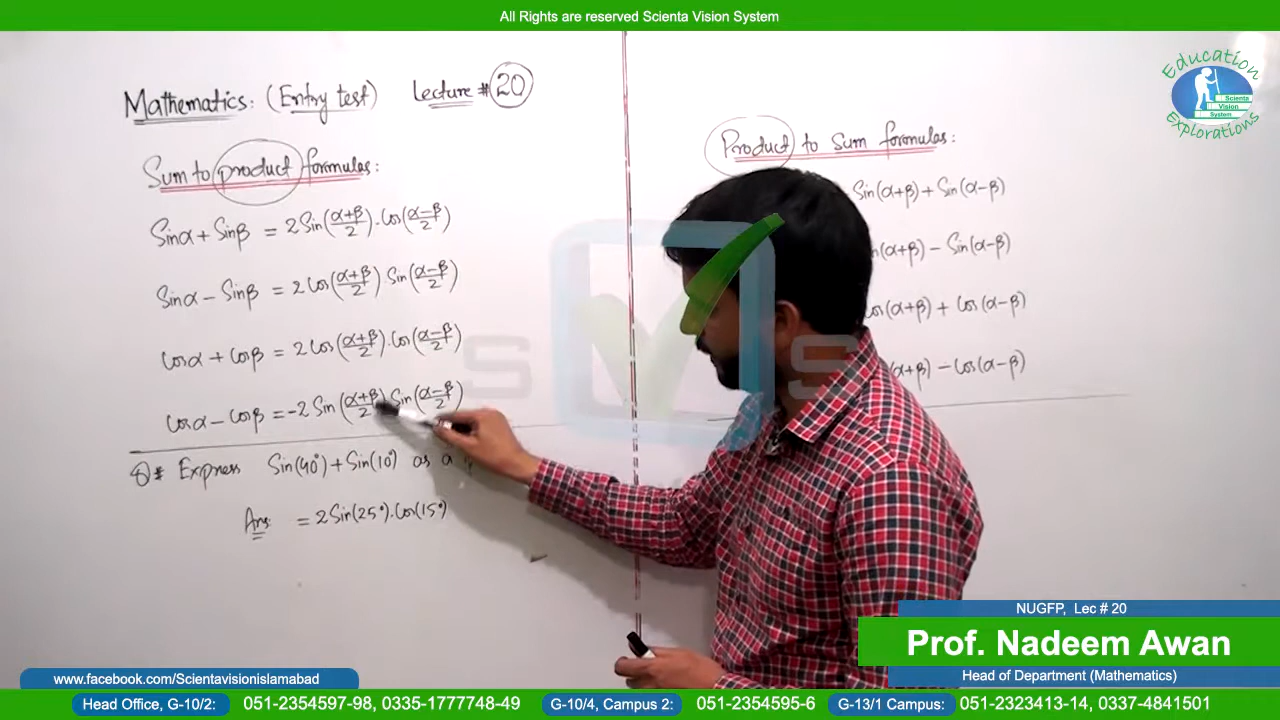 All Rights are reserved Scienta Vision System
Mathematics: (Entry test) Lecture # 20
Sum to product formulas:
Sinα + Sinβ = 2 Sin(α+β/2) . Cos(α-β/2)
Sinα - Sinβ = 2 Cos(α+β/2) Sin(α-β/2)
Cosα + Cosβ = 2 Cos(α+β/2) . Cos(α-β/2)
Cosα - Cosβ = -2 Sin(α+β/2) Sin(α-β/2)
Q* Express Sin(40°) + Sin(10°) as a
Ans: = 2 Sin(25°) . Cos(15°)
Product to Sum formulas:
Sin(α+β) + Sin(α-β)
(α+β) - Sin(α-β)
Cos(α+β) + Cos(α-β)
(α+β) - Cos(α-β)
Education
Scienta
Vision
System
Explorations
S S
NUGFP, Lec # 20
Prof. Nadeem Awan
Head of Department (Mathematics)
www.facebook.com/Scientavisionislamabad
Head Office, G-10/2: 051-2354597-98, 0335-1777748-49 G-10/4, Campus 2: 051-2354595-6 G-13/1 Campus: 051-2323413-14, 0337-4841501